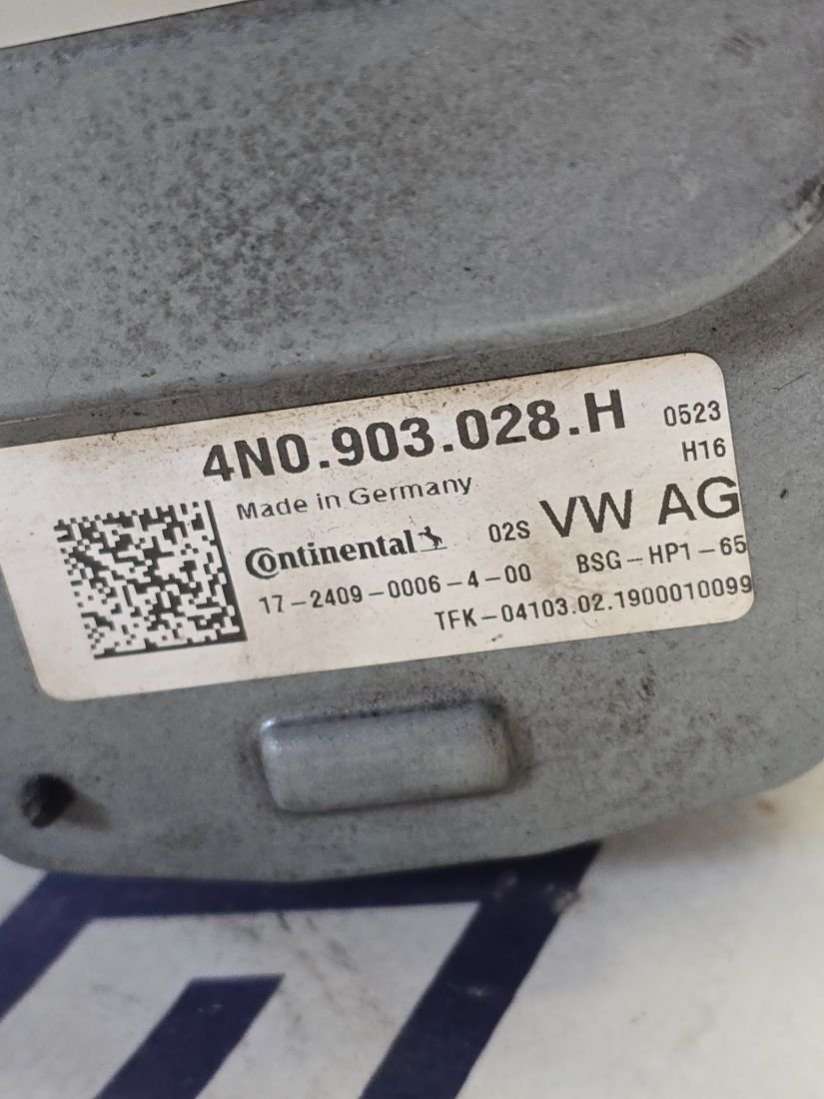 4N0.903.028.H 0523
H16
Made in Germany
Continental 02S VW AG
17-2409-0006-4-00 BSG-HP1-65
TFK-04103.02.1900010099